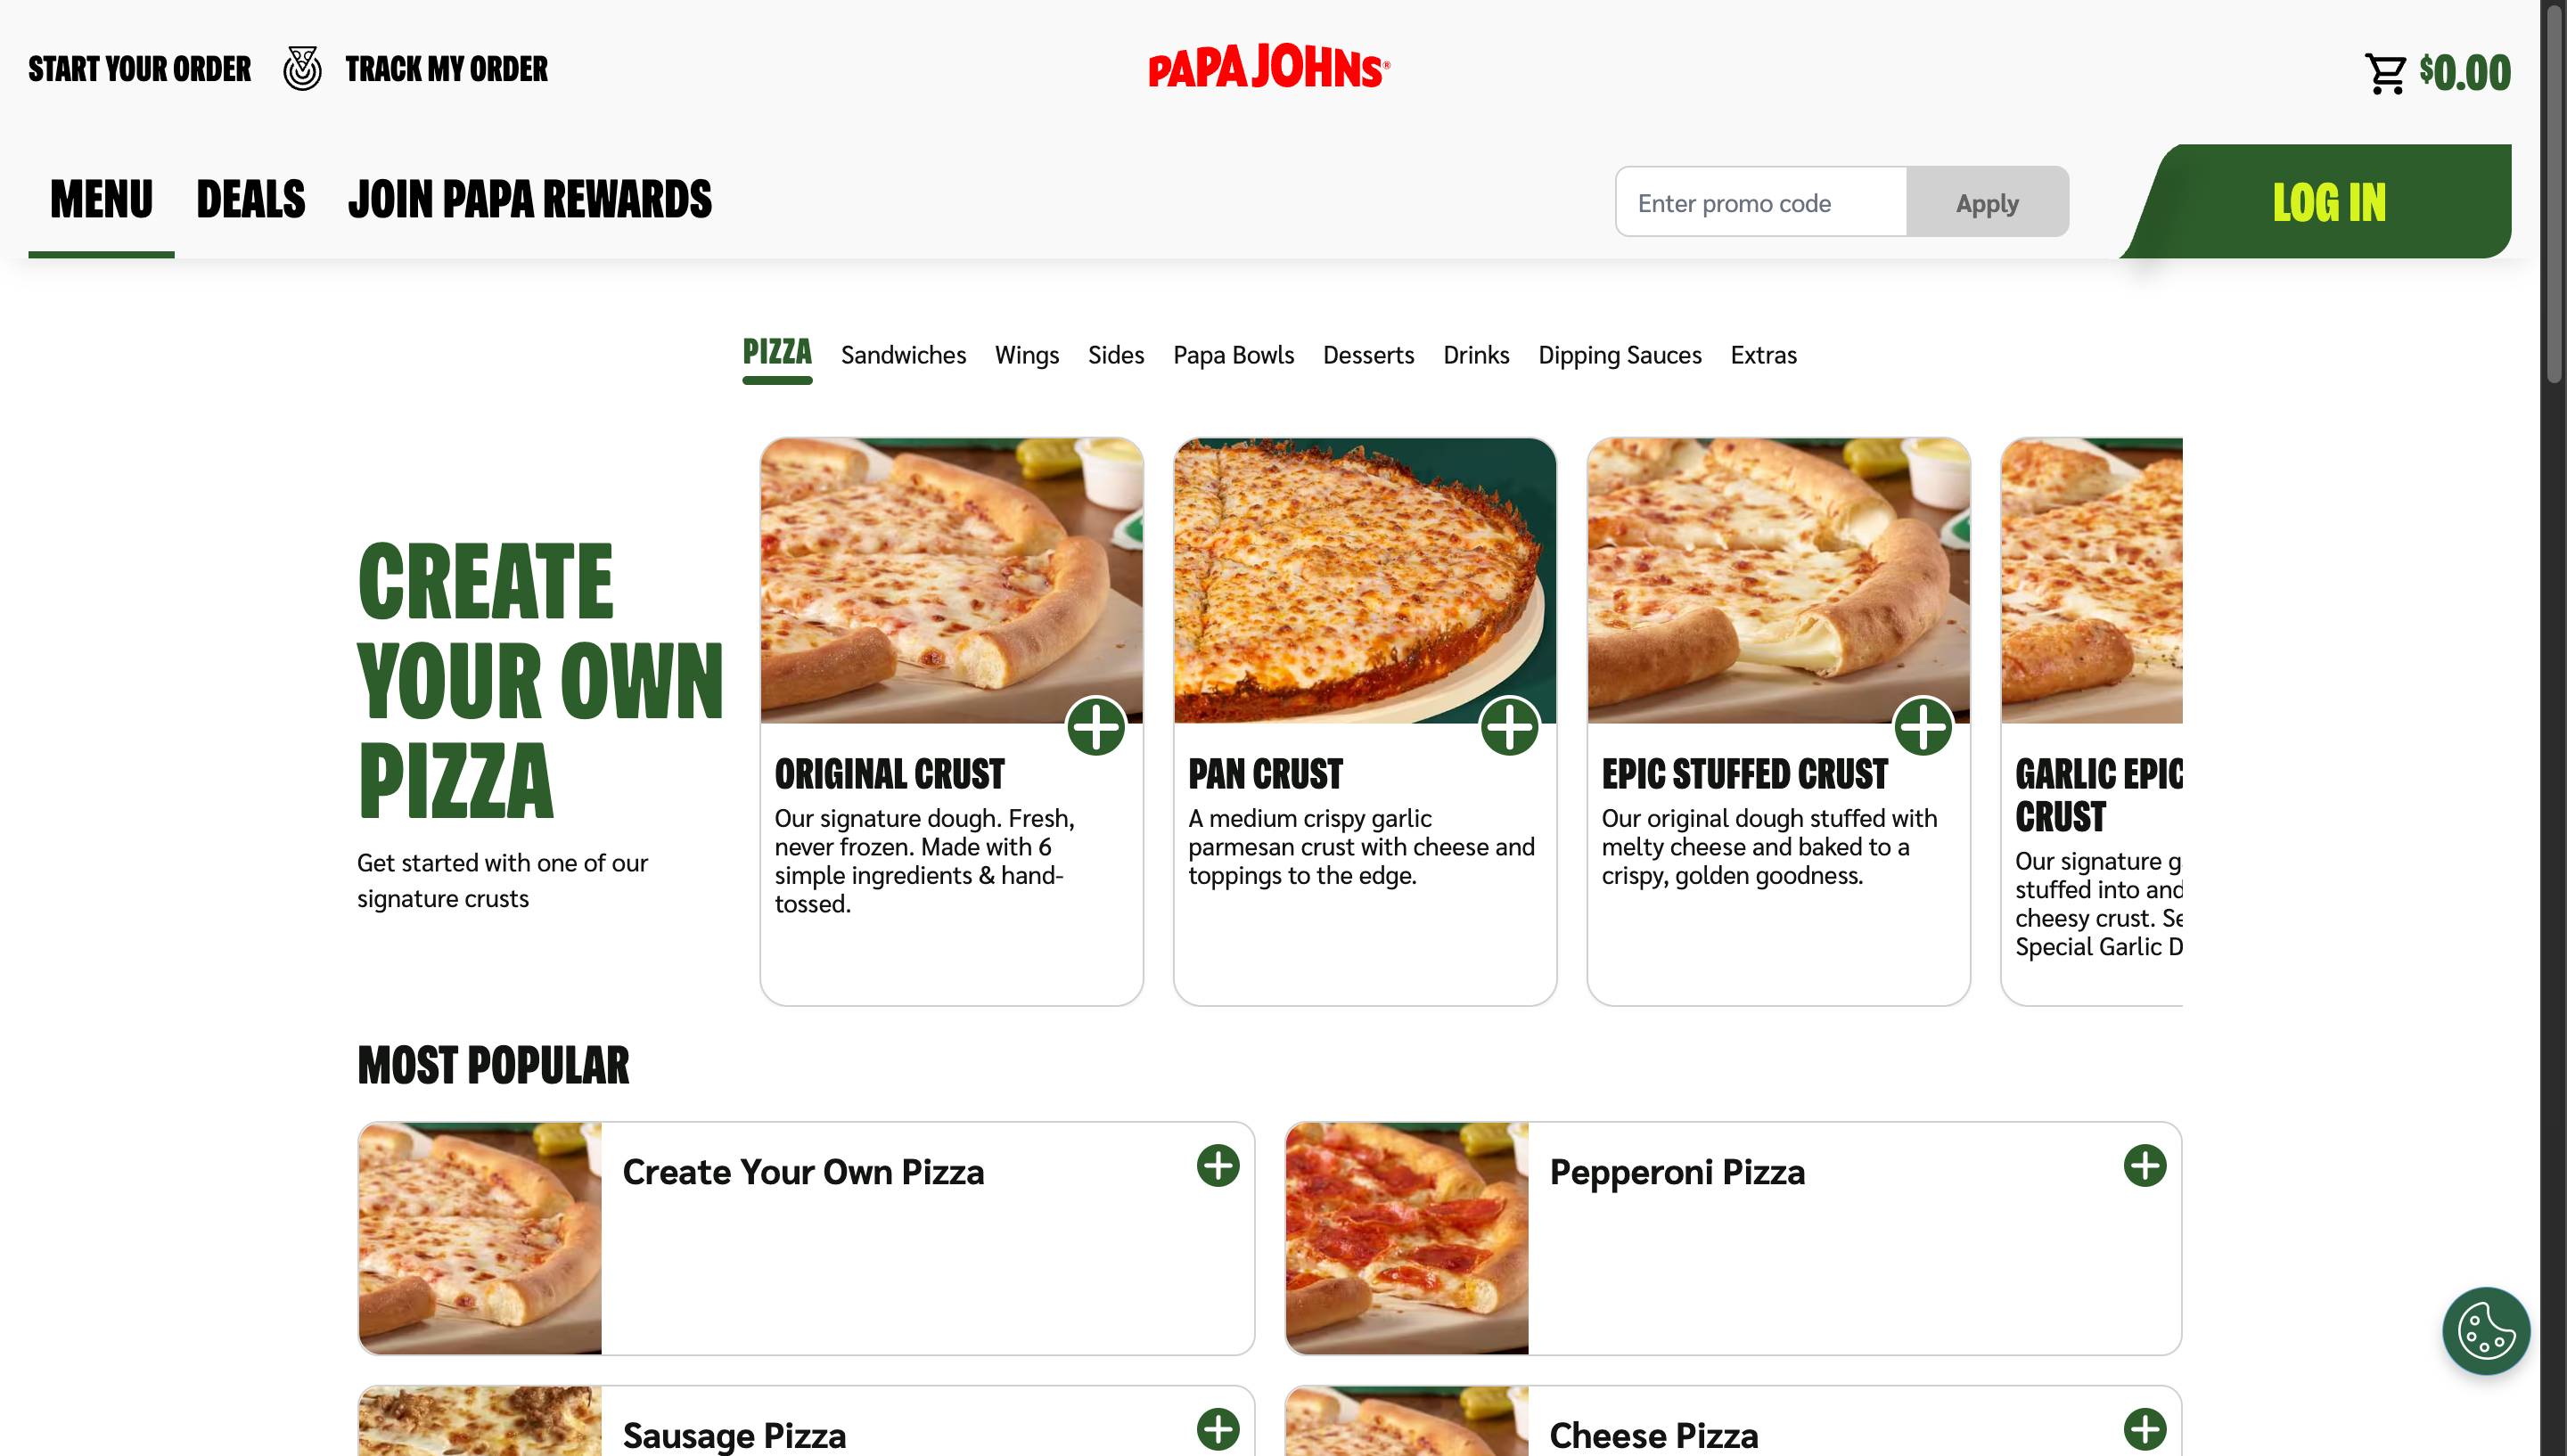 START YOUR ORDER
TRACK MY ORDER
PAPA JOHNS®
$0.00
MENU
DEALS
JOIN PAPA REWARDS
Enter promo code
Apply
LOG IN
PIZZA
Sandwiches
Wings
Sides
Papa Bowls
Desserts
Drinks
Dipping Sauces
Extras
CREATE
YOUR OWN
PIZZA
Get started with one of our
signature crusts
ORIGINAL CRUST
Our signature dough. Fresh,
never frozen. Made with 6
simple ingredients & hand-
tossed.
PAN CRUST
A medium crispy garlic
parmesan crust with cheese and
toppings to the edge.
EPIC STUFFED CRUST
Our original dough stuffed with
melty cheese and baked to a
crispy, golden goodness.
GARLIC EPIC
CRUST
Our signature g
stuffed into and
cheesy crust. Se
Special Garlic D
MOST POPULAR
Create Your Own Pizza
Pepperoni Pizza
Sausage Pizza
Cheese Pizza